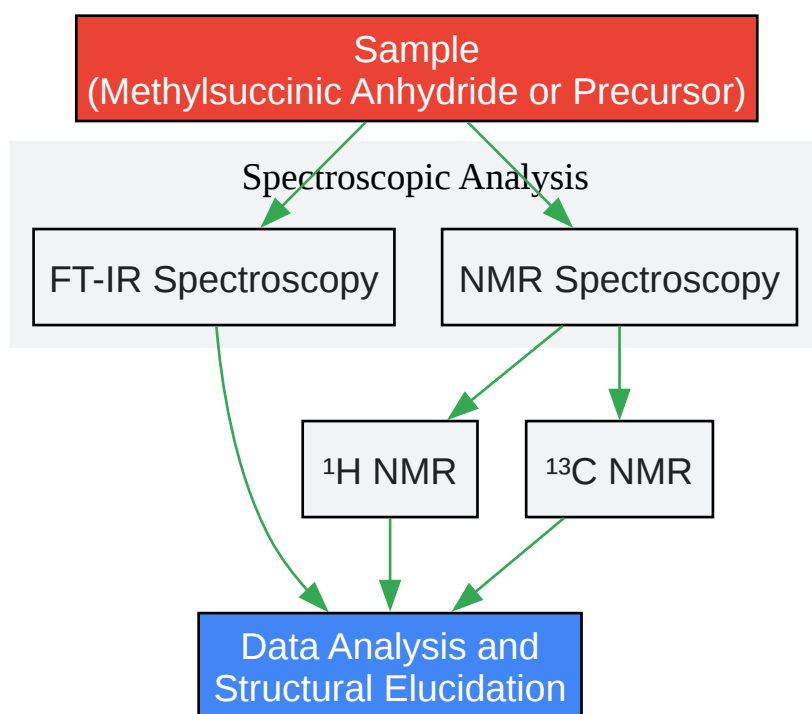 Sample
(Methylsuccinic Anhydride or Precursor)
Spectroscopic Analysis
FT-IR Spectroscopy
NMR Spectroscopy
¹H NMR
¹³C NMR
Data Analysis and
Structural Elucidation